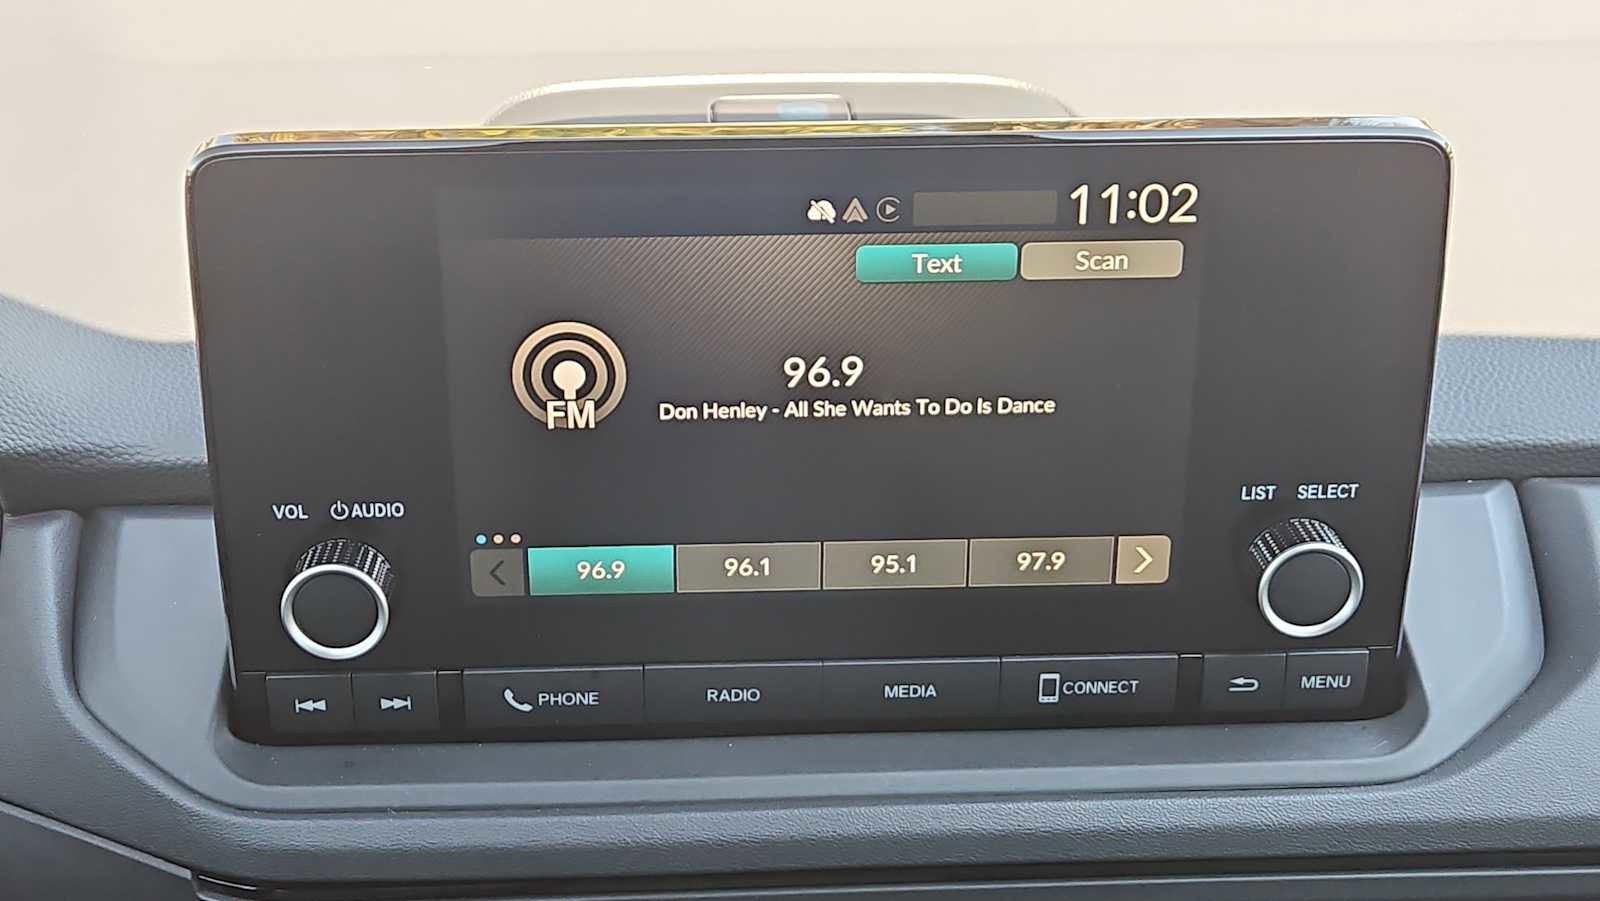 11:02
Text Scan
FM
96.9
Don Henley - All She Wants To Do Is Dance
VOL AUDIO
LIST SELECT
96.9 96.1 95.1 97.9
PHONE RADIO MEDIA CONNECT MENU